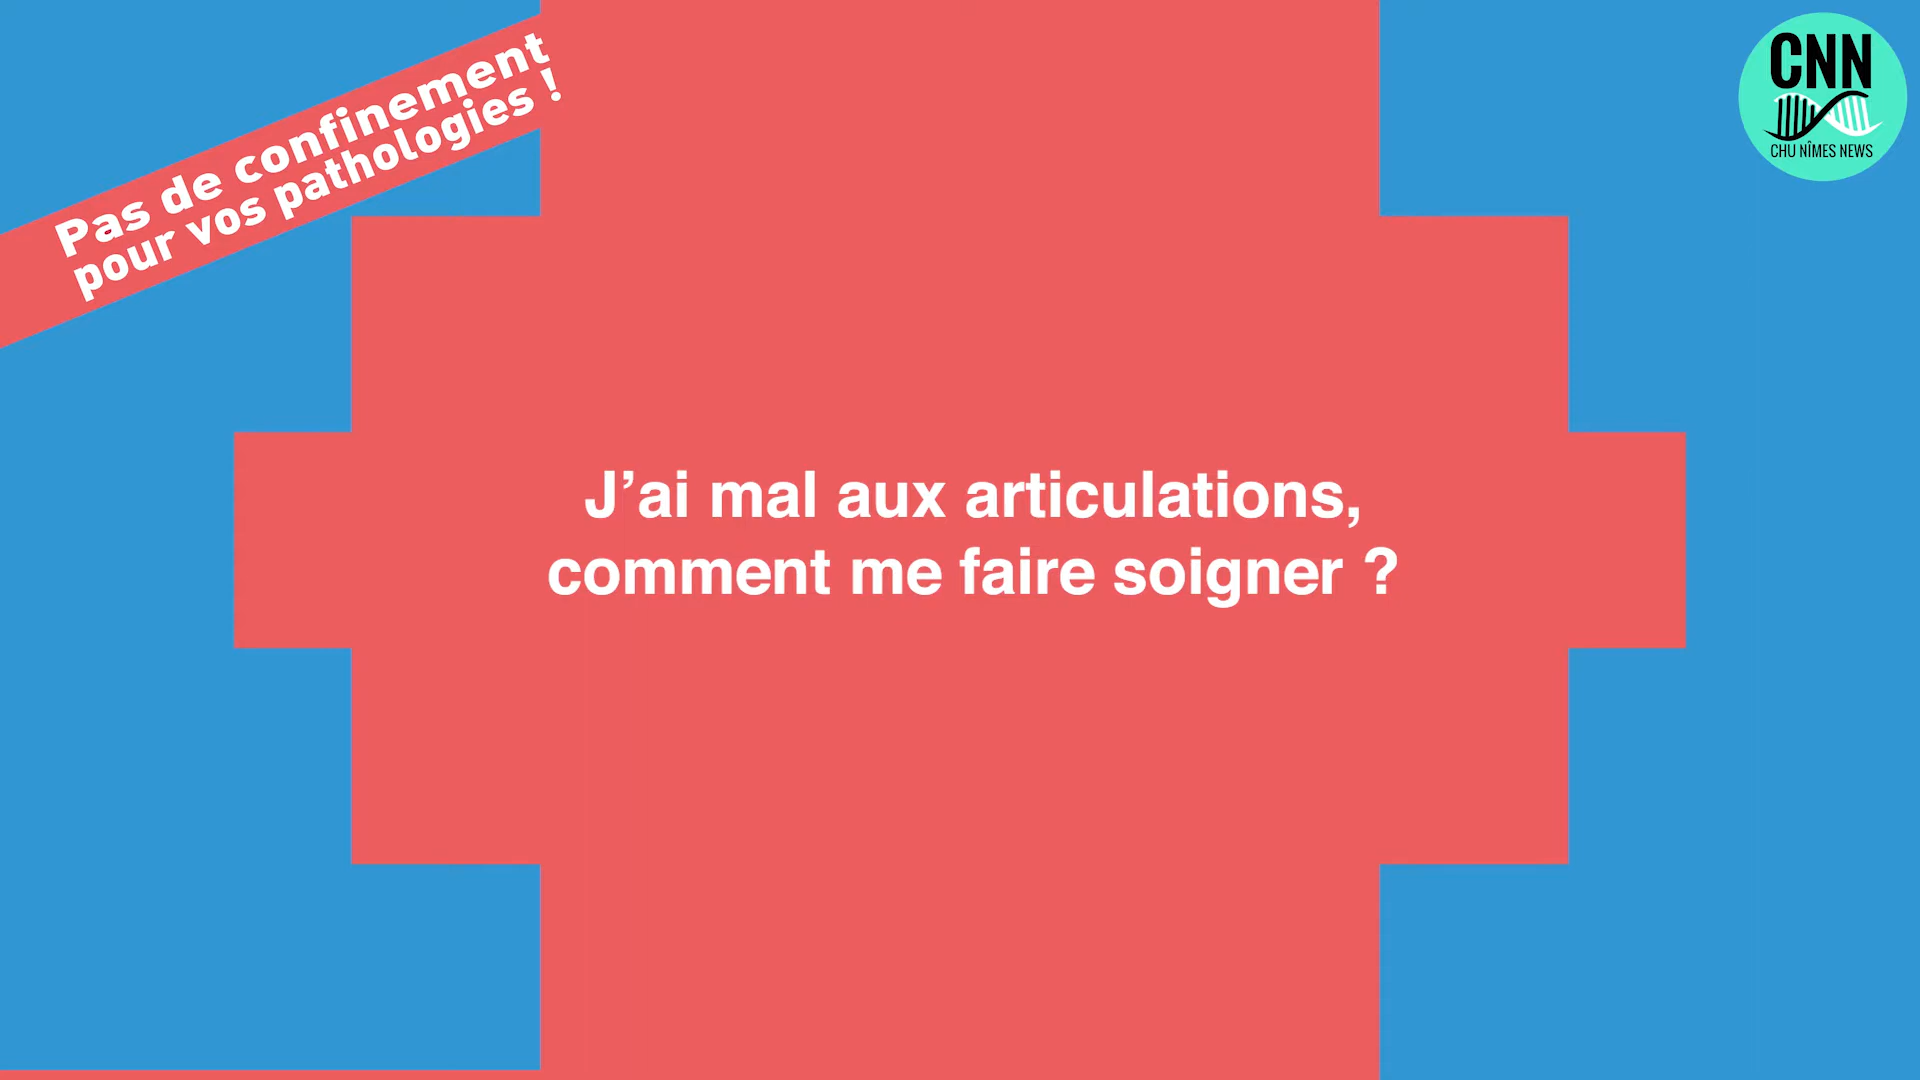 Pas de confinement
pour vos pathologies !
CNN
CHU NÎMES NEWS
J’ai mal aux articulations,
comment me faire soigner ?